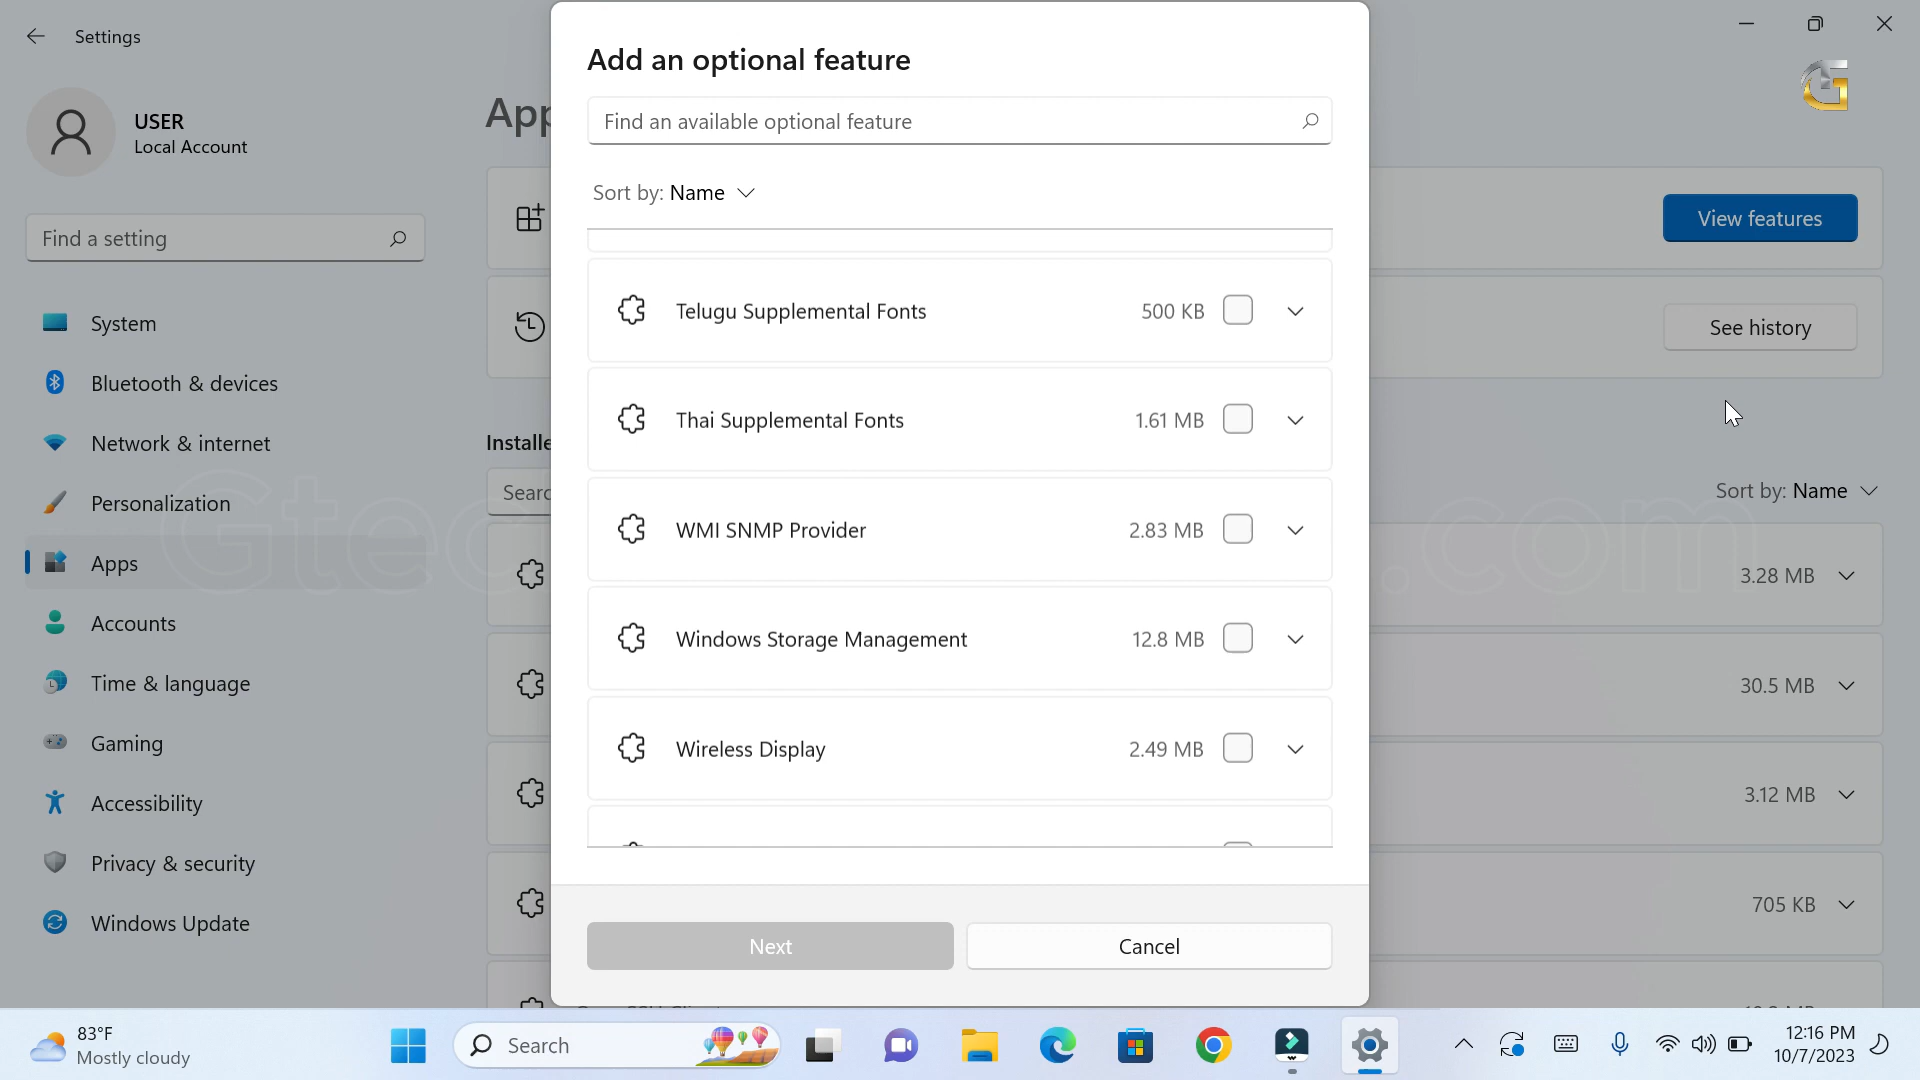 Settings
USER
Local Account
Find a setting
System
Bluetooth & devices
Network & internet
Personalization
Apps
Accounts
Time & language
Gaming
Accessibility
Privacy & security
Windows Update
App
View features
See history
Installe
Searc
Sort by: Name
3.28 MB
30.5 MB
3.12 MB
705 KB
Add an optional feature
Find an available optional feature
Sort by: Name
Telugu Supplemental Fonts 500 KB
Thai Supplemental Fonts 1.61 MB
WMI SNMP Provider 2.83 MB
Windows Storage Management 12.8 MB
Wireless Display 2.49 MB
Next
Cancel
83°F
Mostly cloudy
Search
12:16 PM
10/7/2023